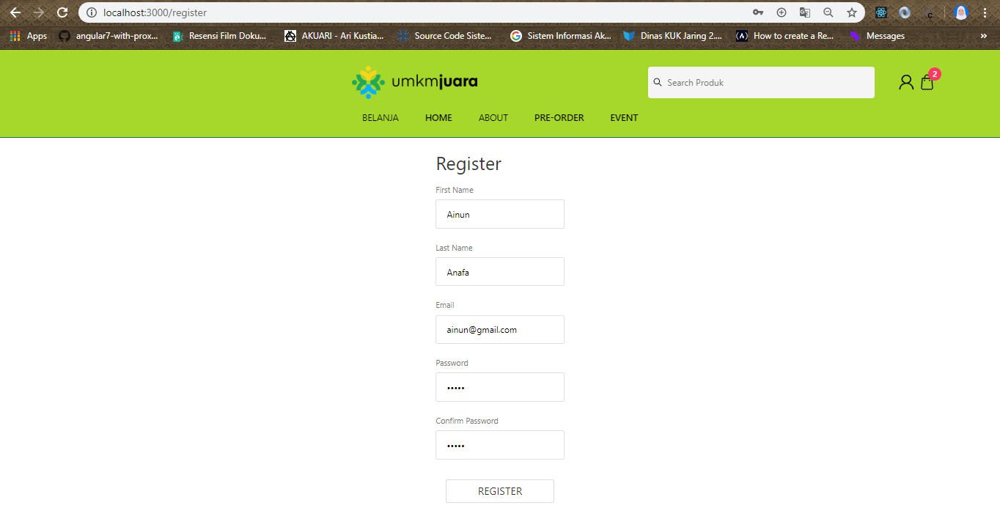 localhost:3000/register
Apps angular7-with-prox... Resensi Film Doku... AKUARI - Ari Kustia... Source Code Siste... Sistem Informasi Ak... Dinas KUK Jaring 2.... How to create a Re... Messages »
umkmjuara
Search Produk
2
BELANJA HOME ABOUT PRE-ORDER EVENT
Register
First Name
Ainun
Last Name
Anafa
Email
ainun@gmail.com
Password
•••••
Confirm Password
•••••
REGISTER